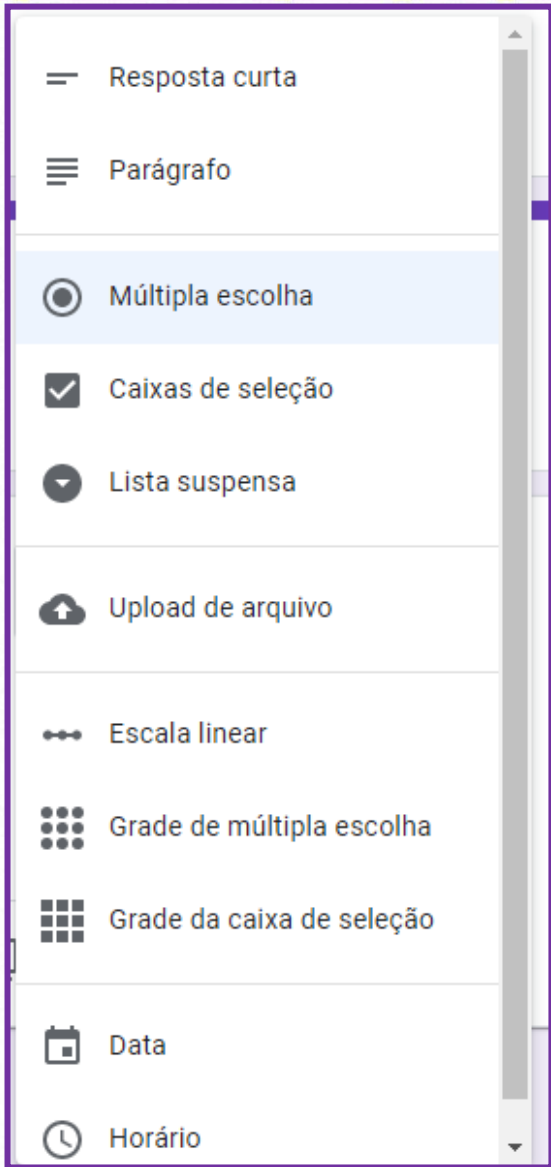 Resposta curta
Parágrafo
Múltipla escolha
Caixas de seleção
Lista suspensa
Upload de arquivo
Escala linear
Grade de múltipla escolha
Grade da caixa de seleção
Data
Horário